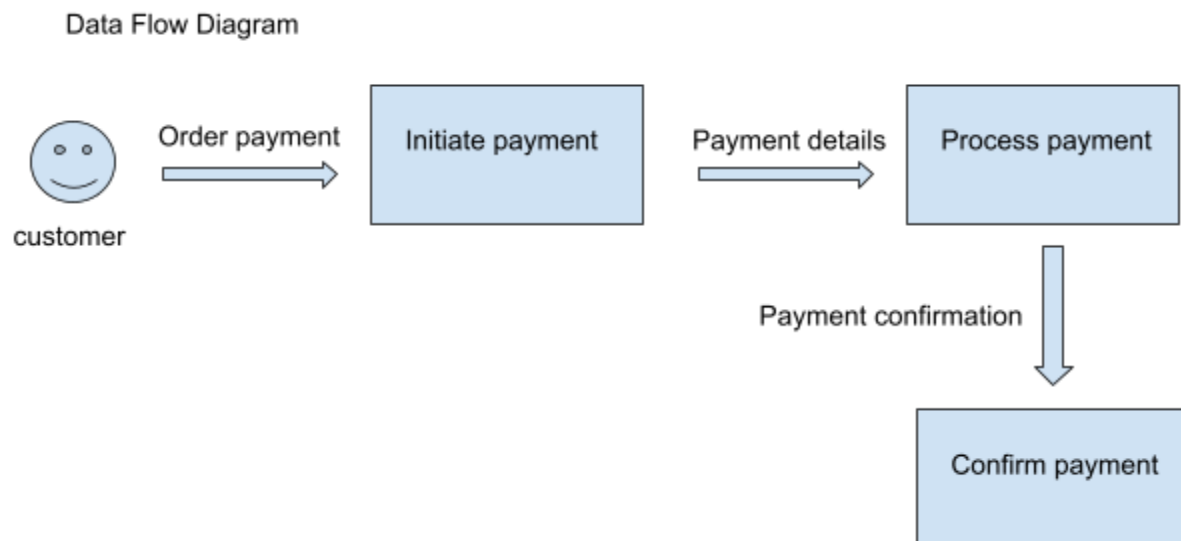 Data Flow Diagram
Order payment
Initiate payment
Payment details
Process payment
customer
Payment confirmation
Confirm payment